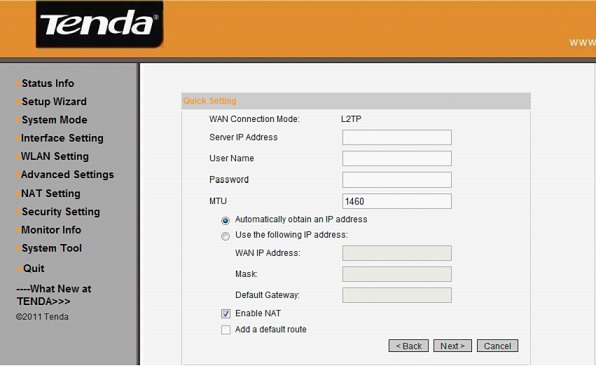 Tenda®
www
Status Info
Setup Wizard
System Mode
Interface Setting
WLAN Setting
Advanced Settings
NAT Setting
Security Setting
Monitor Info
System Tool
Quit
----What New at
TENDA>>>
©2011 Tenda
Quick Setting
WAN Connection Mode: L2TP
Server IP Address
User Name
Password
MTU 1460
Automatically obtain an IP address
Use the following IP address:
WAN IP Address:
Mask:
Default Gateway:
Enable NAT
Add a default route
< Back Next > Cancel